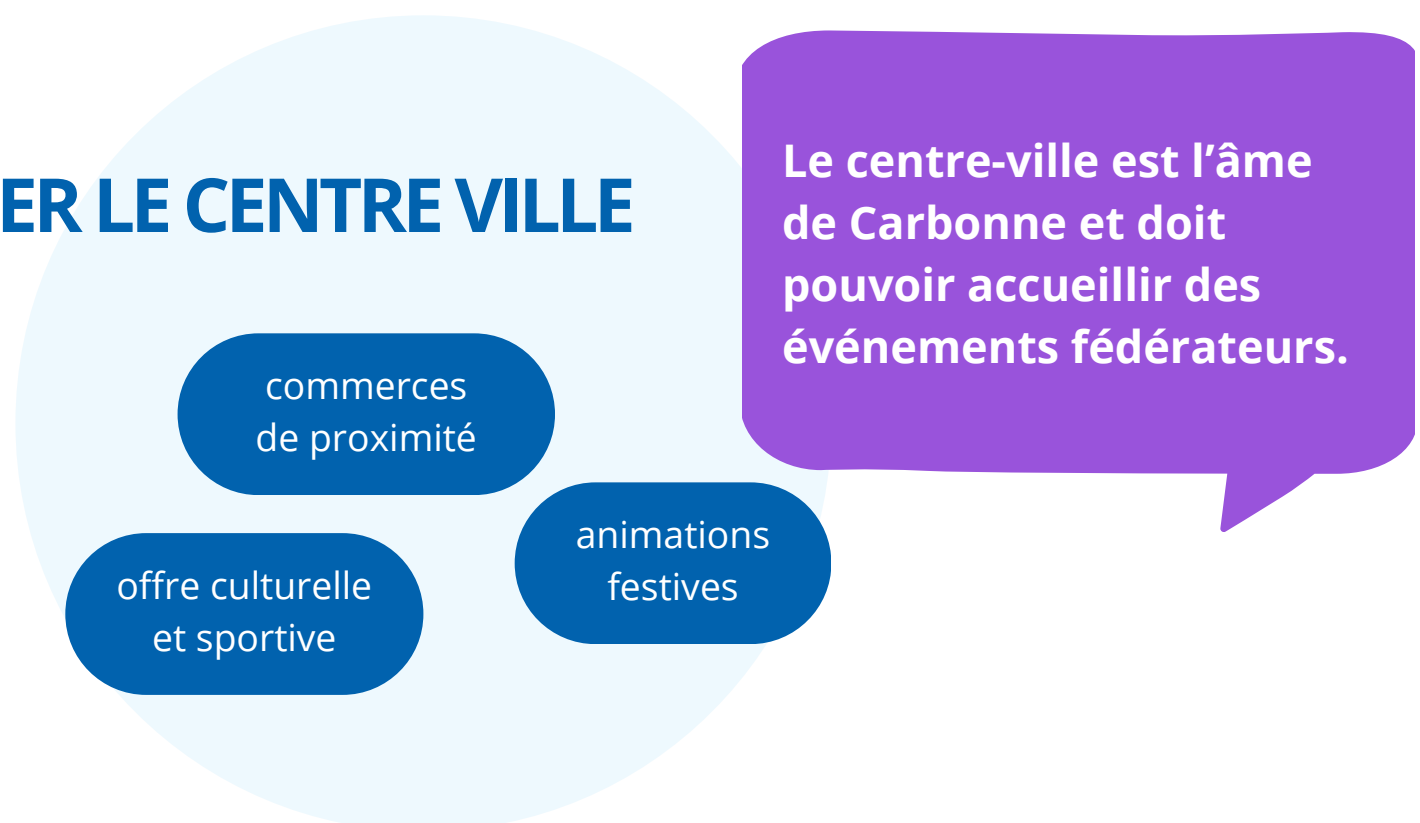 ER LE CENTRE VILLE
Le centre-ville est l’âme
de Carbonne et doit
pouvoir accueillir des
événements fédérateurs.
commerces
de proximité
animations
festives
offre culturelle
et sportive